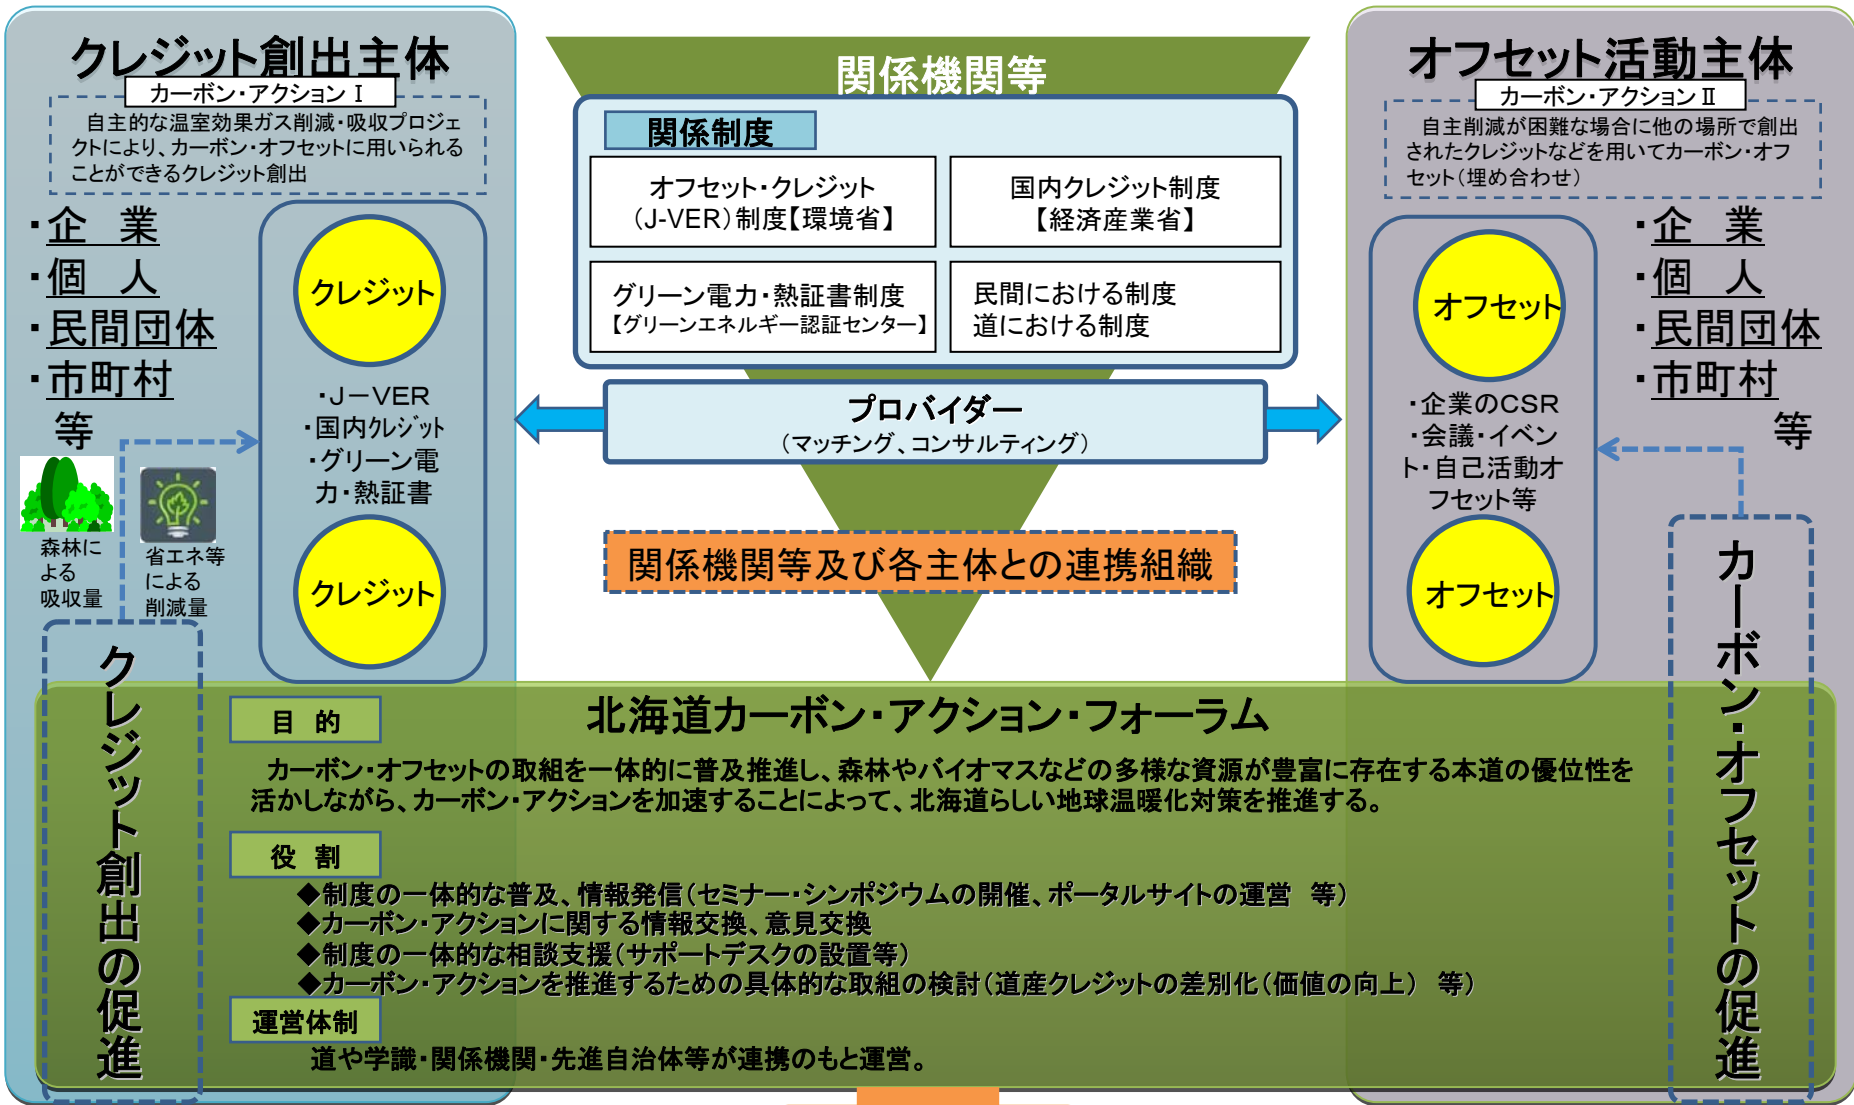 クレジット創出主体
カーボン・アクションⅠ
自主的な温室効果ガス削減・吸収プロジェ
クトにより、カーボン・オフセットに用いられる
ことができるクレジット創出
・企　業
・個　人
・民間団体
・市町村
等
クレジット
・J－VER
・国内クレジット
・グリーン電
力・熱証書
クレジット
森林に
よる
吸収量
省エネ等
による
削減量
クレジット創出の促進
関係機関等
関係制度
オフセット・クレジット
（J-VER）制度【環境省】
国内クレジット制度
【経済産業省】
グリーン電力・熱証書制度
【グリーンエネルギー認証センター】
民間における制度
道における制度
プロバイダー
（マッチング、コンサルティング）
関係機関等及び各主体との連携組織
オフセット活動主体
カーボン・アクションⅡ
自主削減が困難な場合に他の場所で創出
されたクレジットなどを用いてカーボン・オフ
セット（埋め合わせ）
オフセット
・企業のCSR
・会議・イベン
ト・自己活動オ
フセット等
オフセット
・企　業
・個　人
・民間団体
・市町村
等
カーボン・オフセットの促進
北海道カーボン・アクション・フォーラム
目　的
カーボン・オフセットの取組を一体的に普及推進し、森林やバイオマスなどの多様な資源が豊富に存在する本道の優位性を
活かしながら、カーボン・アクションを加速することによって、北海道らしい地球温暖化対策を推進する。
役　割
◆制度の一体的な普及、情報発信（セミナー・シンポジウムの開催、ポータルサイトの運営　等）
◆カーボン・アクションに関する情報交換、意見交換
◆制度の一体的な相談支援（サポートデスクの設置等）
◆カーボン・アクションを推進するための具体的な取組の検討（道産クレジットの差別化（価値の向上）　等）
運営体制
道や学識・関係機関・先進自治体等が連携のもと運営。